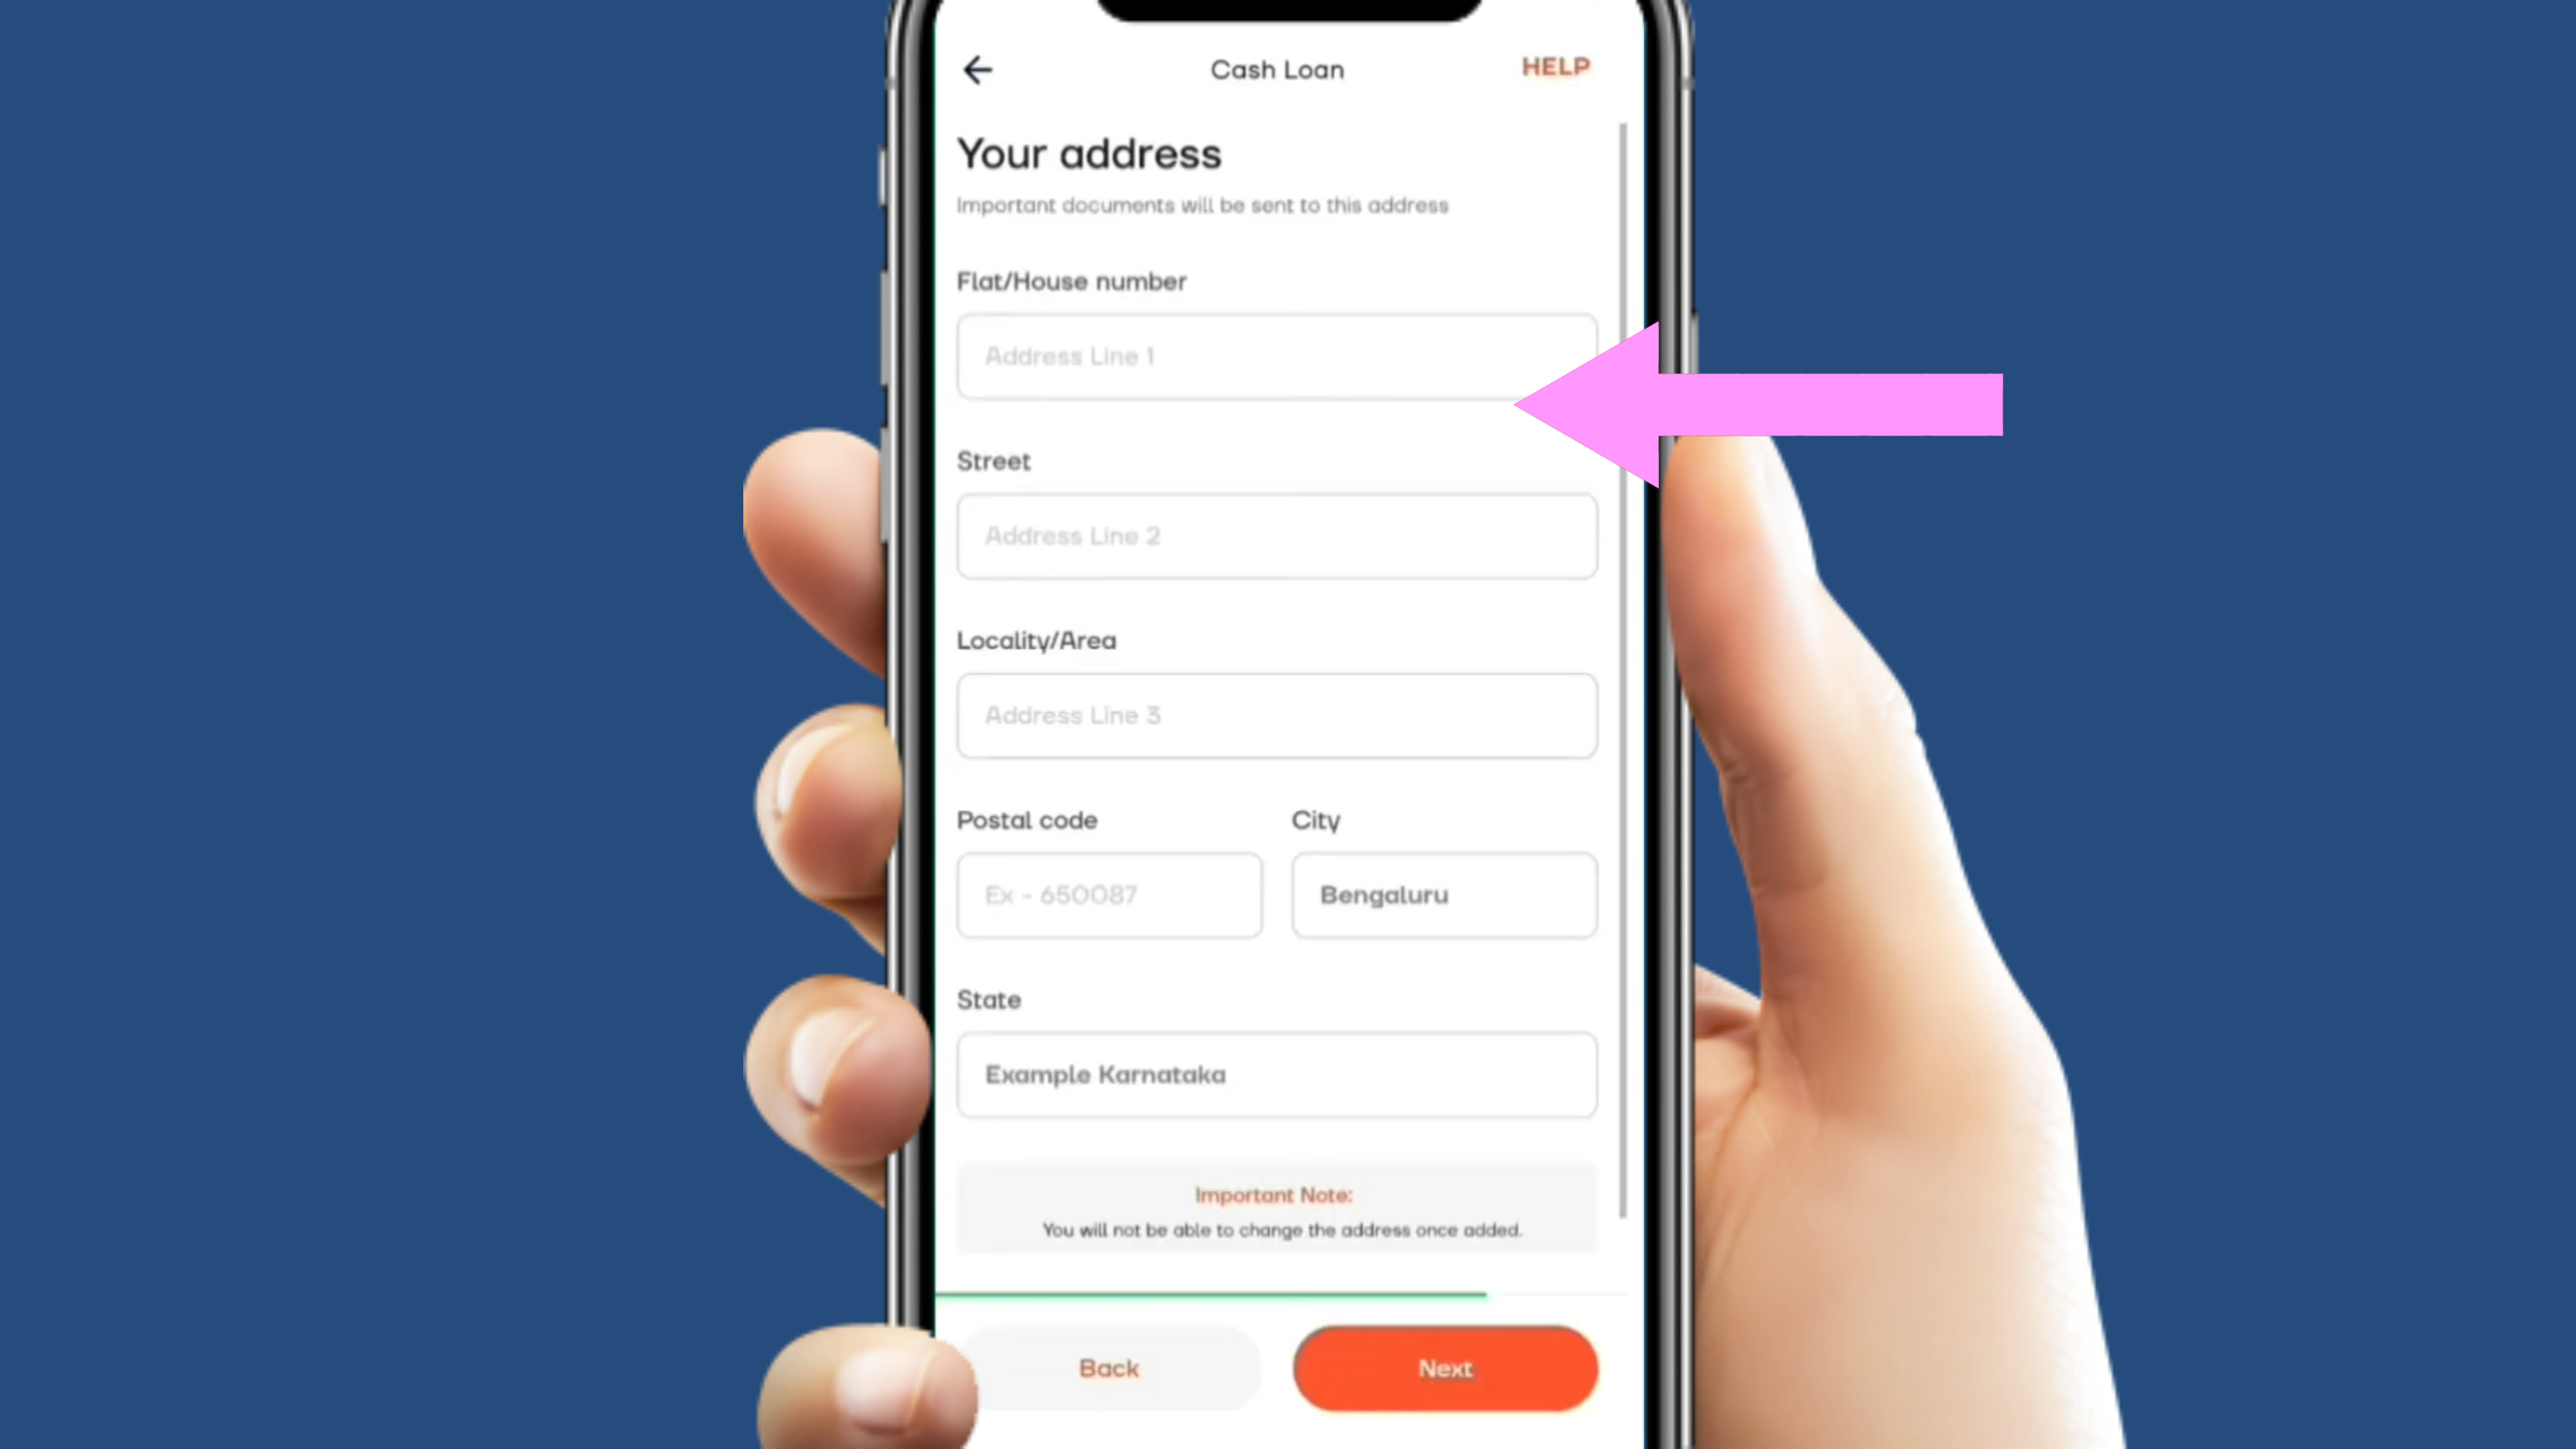 Cash Loan
HELP
Your address
Important documents will be sent to this address
Flat/House number
Address Line 1
Street
Address Line 2
Locality/Area
Address Line 3
Postal code
City
Ex - 650087
Bengaluru
State
Example Karnataka
Important Note:
You will not be able to change the address once added.
Back
Next